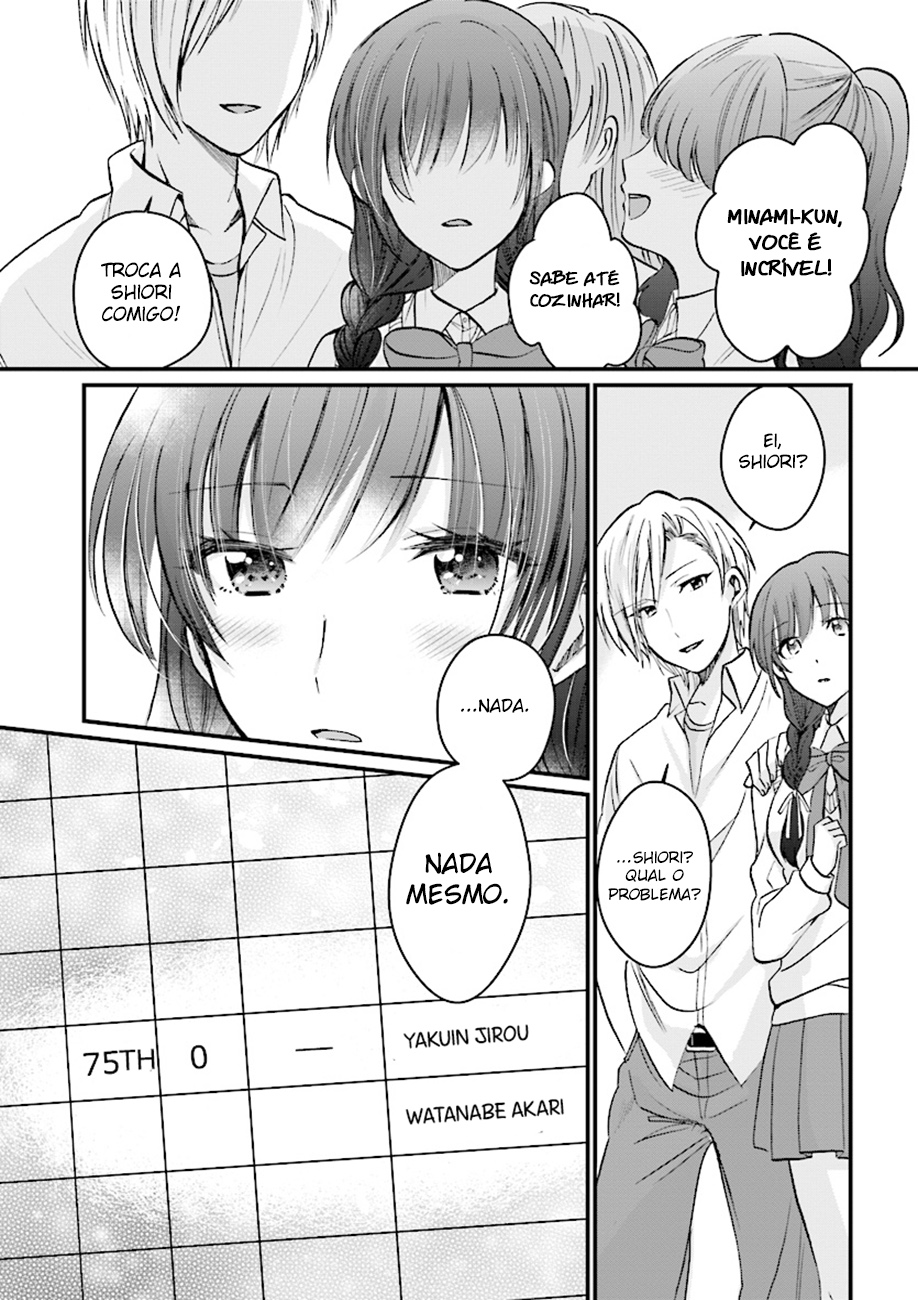 MINAMI-KUN,
VOCÊ É
INCRÍVEL!
SABE ATÉ
COZINHAR!
TROCA A
SHIORI
COMIGO!
EI,
SHIORI?
...SHIORI?
QUAL O
PROBLEMA?
...NADA.
NADA
MESMO.
75TH 0 — YAKUIN JIROU
WATANABE AKARI